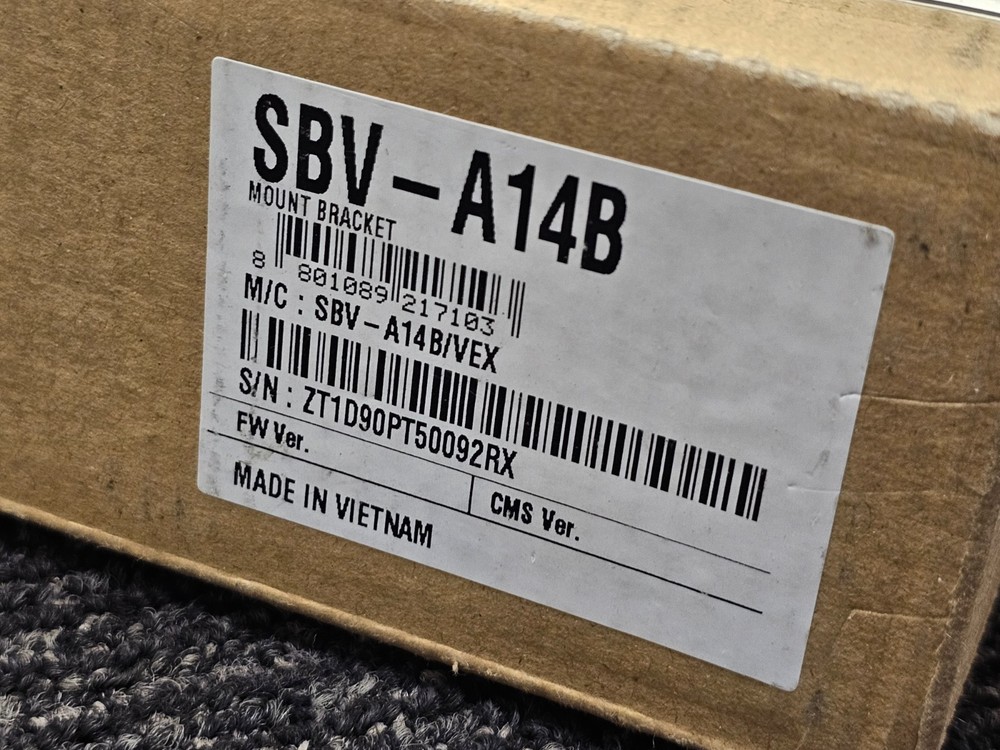 SBV-A14B
MOUNT BRACKET
8 801089 217103
M/C : SBV-A14B/VEX
S/N : ZT1D90PT50092RX
FW Ver.
CMS Ver.
MADE IN VIETNAM